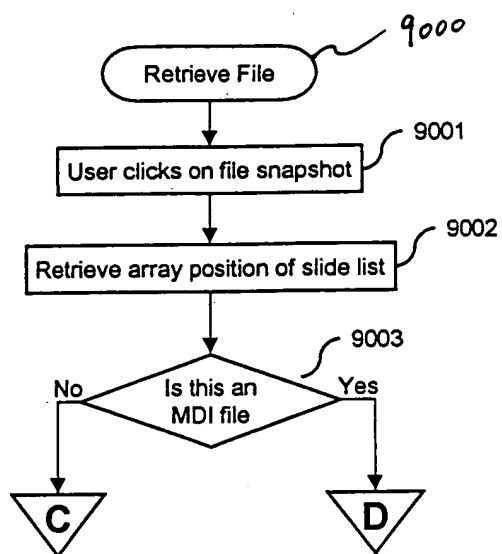 9000
Retrieve File
9001
User clicks on file snapshot
9002
Retrieve array position of slide list
9003
No
Is this an
Yes
MDI file
C
D